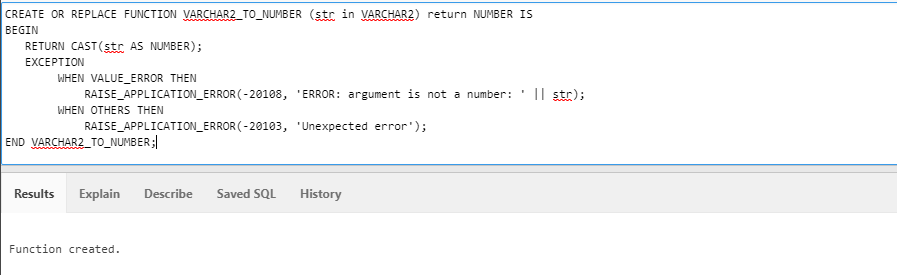 CREATE OR REPLACE FUNCTION VARCHAR2_TO_NUMBER (str in VARCHAR2) return NUMBER IS
BEGIN
   RETURN CAST(str AS NUMBER);
   EXCEPTION
        WHEN VALUE_ERROR THEN
            RAISE_APPLICATION_ERROR(-20108, 'ERROR: argument is not a number: ' || str);
        WHEN OTHERS THEN
            RAISE_APPLICATION_ERROR(-20103, 'Unexpected error');
END VARCHAR2_TO_NUMBER;
Results Explain Describe Saved SQL History
Function created.